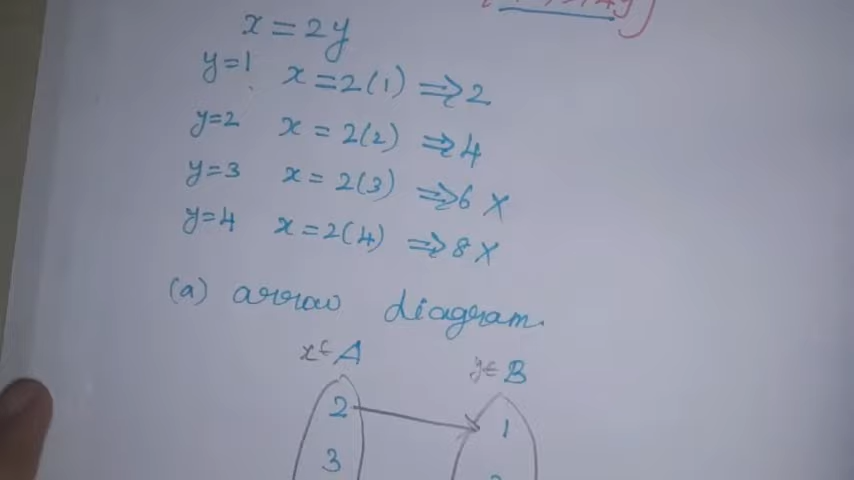 x = 2y
y=1 x = 2(1) ⇒ 2
y=2 x = 2(2) ⇒ 4
y=3 x = 2(3) ⇒ 6 X
y=4 x = 2(4) ⇒ 8 X
(a) arrow diagram.
x∈ A y∈ B
2 1
3